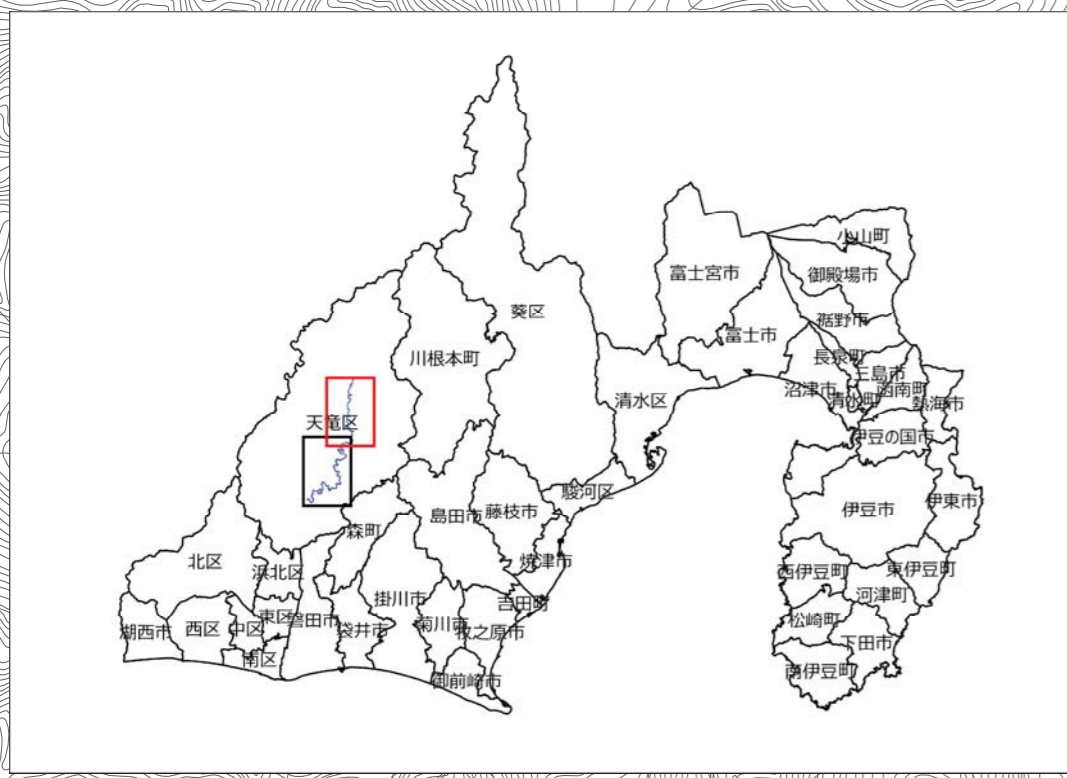 小山町
富士宮市
御殿場市
葵区
裾野市
富士市
川根本町
長泉町
三島市
沼津市
函南町
清水町
熱海市
清水区
天竜区
伊豆の国市
駿河区
伊東市
伊豆市
島田市
藤枝市
森町
北区
焼津市
浜北区
西伊豆町
東伊豆町
河津町
掛川市
吉田町
東区
磐田市
松崎町
湖西市
西区
中区
袋井市
菊川市
牧之原市
下田市
南区
南伊豆町
御前崎市